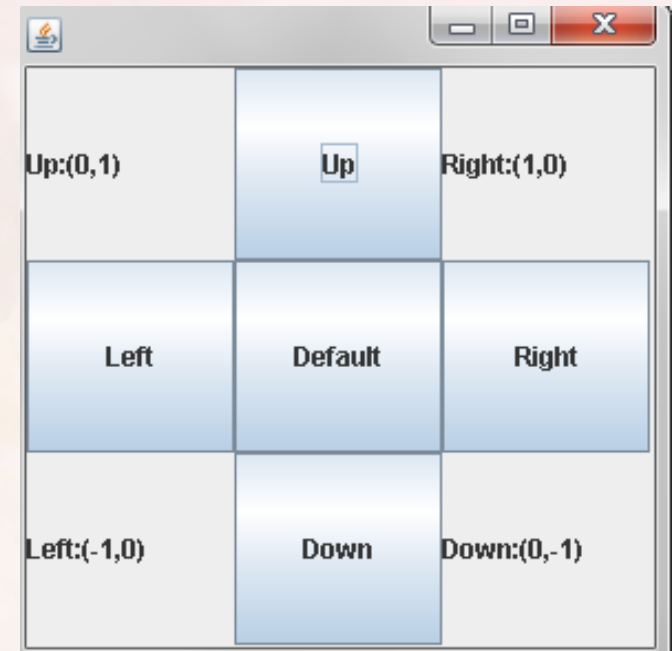 Up:(0,1) Up Right:(1,0)
Left Default Right
Left:(-1,0) Down Down:(0,-1)